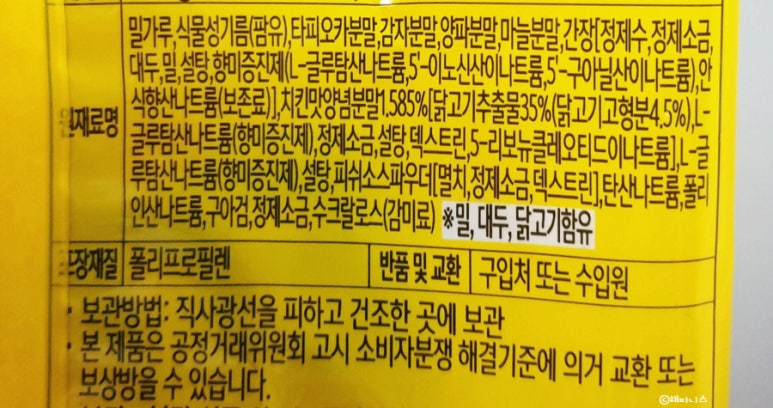 밀가루,식물성기름(팜유),타피오카분말,감자분말,양파분말,마늘분말,간장[정제수,정제소금,
대두,밀,설탕,향미증진제(L-글루탐산나트륨,5'-이노신산이나트륨,5'-구아닐산이나트륨),안
식향산나트륨(보존료)],치킨맛양념분말1.585%[닭고기추출물35%(닭고기고형분4.5%),L-
원재료명
글루탐산나트륨(향미증진제),정제소금,설탕,덱스트린,5-리보뉴클레오티드이나트륨],L-글
루탐산나트륨(향미증진제),설탕,피쉬소스파우더[멸치,정제소금,덱스트린],탄산나트륨,폴리
인산나트륨,구아검,정제소금,수크랄로스(감미료) ※밀, 대두, 닭고기함유
포장재질 폴리프로필렌 반품 및 교환 구입처 또는 수입원
· 보관방법: 직사광선을 피하고 건조한 곳에 보관
· 본 제품은 공정거래위원회 고시 소비자분쟁 해결기준에 의거 교환 또는
보상받을 수 있습니다.